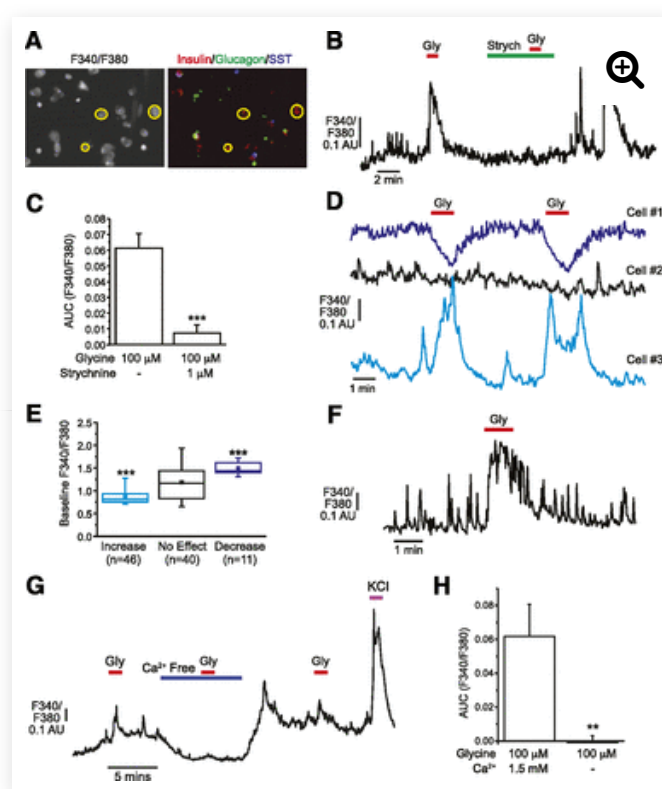 A
F340/F380
Insulin/Glucagon/SST
B
Gly
Strych
Gly
F340/
F380
0.1 AU
2 min
C
AUC (F340/F380)
0.08
0.07
0.06
0.05
0.04
0.03
0.02
0.01
0.00
***
Glycine 100 µM 100 µM
Strychnine - 1 µM
D
Gly
Gly
Cell #1
Cell #2
Cell #3
F340/
F380
0.1 AU
1 min
E
Baseline F340/F380
2.5
2.0
1.5
1.0
0.5
0.0
***
***
Increase No Effect Decrease
(n=46) (n=40) (n=11)
F
Gly
F340/
F380
0.1 AU
1 min
G
Gly
Ca²⁺ Free
Gly
Gly
KCl
F340/
F380
0.1 AU
5 mins
H
AUC (F340/F380)
0.08
0.06
0.04
0.02
0.00
**
Glycine 100 µM 100 µM
Ca²⁺ 1.5 mM -